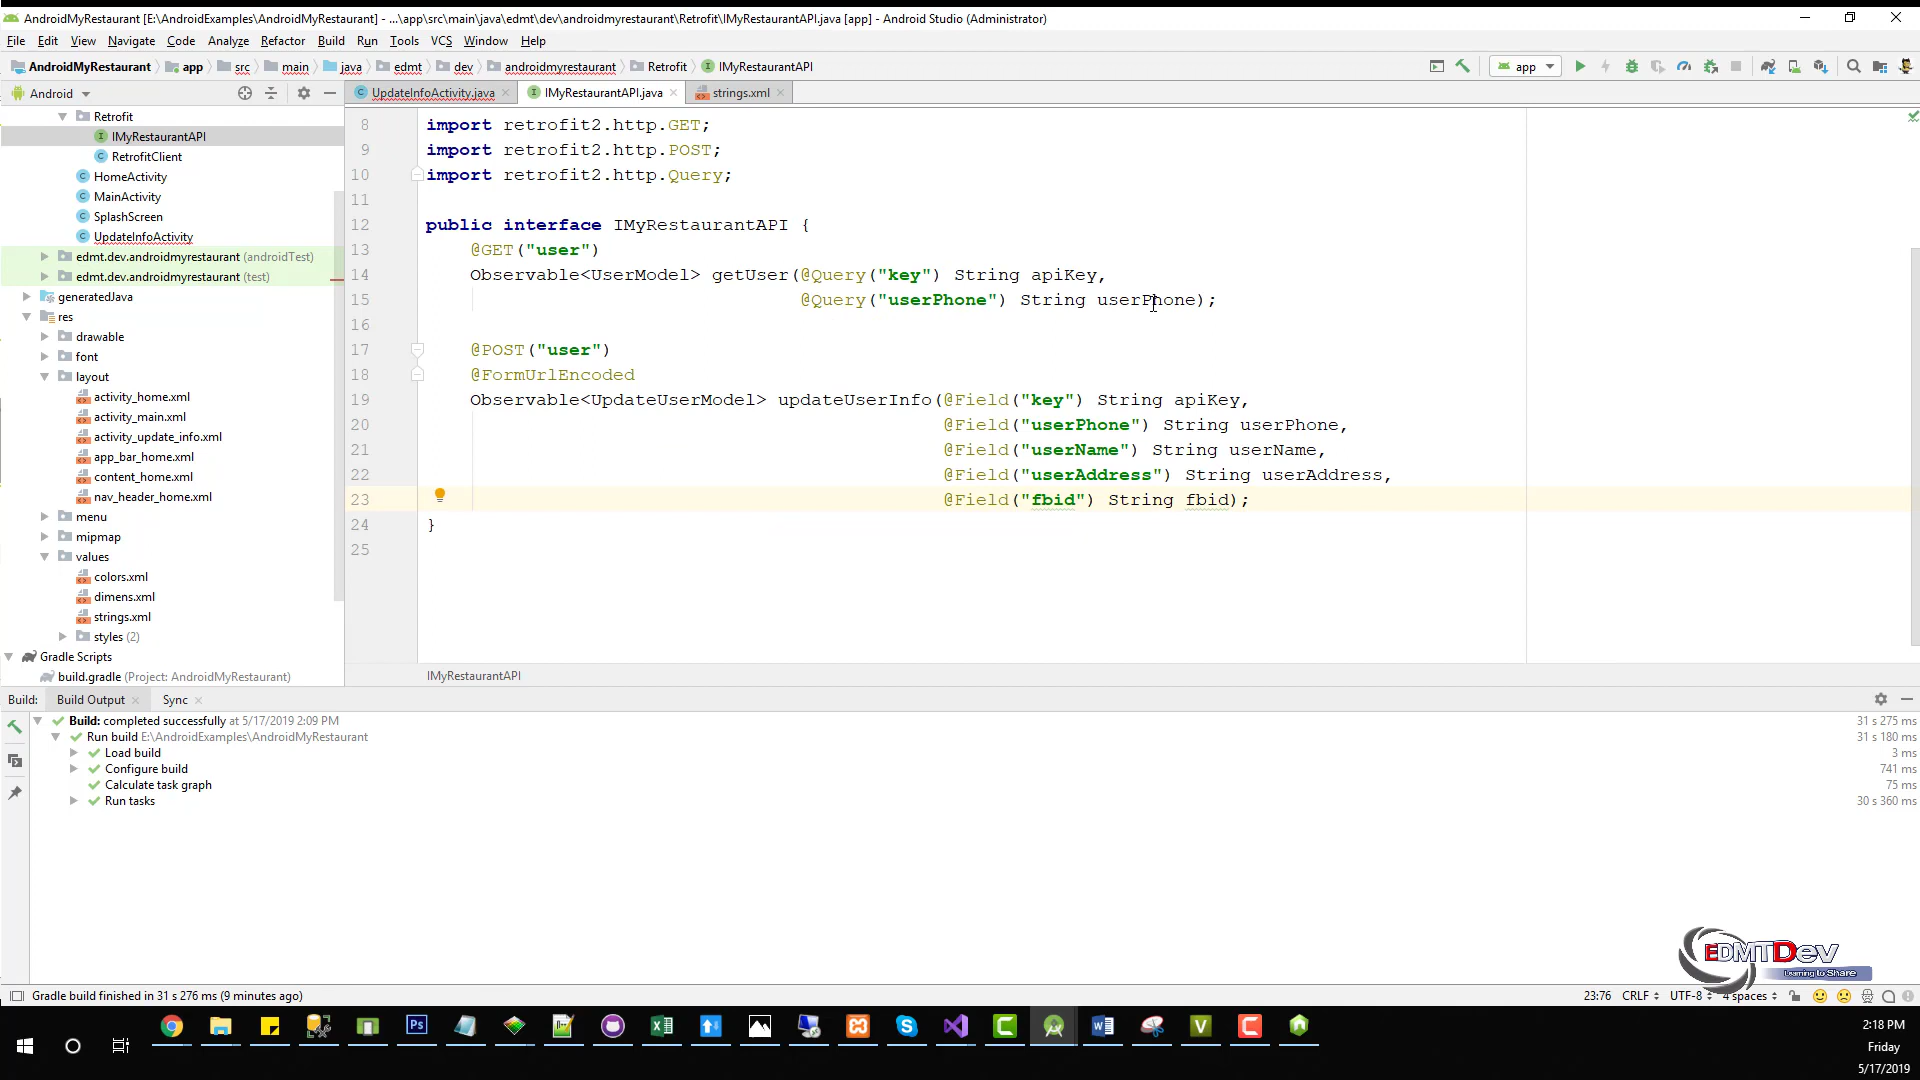 AndroidMyRestaurant [E:\AndroidExamples\AndroidMyRestaurant] - ...\app\src\main\java\edmt\dev\androidmyrestaurant\Retrofit\IMyRestaurantAPI.java [app] - Android Studio (Administrator)
File Edit View Navigate Code Analyze Refactor Build Run Tools VCS Window Help
AndroidMyRestaurant app src main java edmt dev androidmyrestaurant Retrofit IMyRestaurantAPI app
Android UpdateInfoActivity.java IMyRestaurantAPI.java strings.xml
Retrofit
IMyRestaurantAPI
RetrofitClient
HomeActivity
MainActivity
SplashScreen
UpdateInfoActivity
edmt.dev.androidmyrestaurant (androidTest)
edmt.dev.androidmyrestaurant (test)
generatedJava
res
drawable
font
layout
activity_home.xml
activity_main.xml
activity_update_info.xml
app_bar_home.xml
content_home.xml
nav_header_home.xml
menu
mipmap
values
colors.xml
dimens.xml
strings.xml
styles (2)
Gradle Scripts
build.gradle (Project: AndroidMyRestaurant)
8 import retrofit2.http.GET;
9 import retrofit2.http.POST;
10 import retrofit2.http.Query;
11
12 public interface IMyRestaurantAPI {
13 @GET("user")
14 Observable<UserModel> getUser(@Query("key") String apiKey,
15 @Query("userPhone") String userPhone);
16
17 @POST("user")
18 @FormUrlEncoded
19 Observable<UpdateUserModel> updateUserInfo(@Field("key") String apiKey,
20 @Field("userPhone") String userPhone,
21 @Field("userName") String userName,
22 @Field("userAddress") String userAddress,
23 @Field("fbid") String fbid);
24 }
25
IMyRestaurantAPI
Build: Build Output Sync
Build: completed successfully at 5/17/2019 2:09 PM 31 s 275 ms
Run build E:\AndroidExamples\AndroidMyRestaurant 31 s 180 ms
Load build 3 ms
Configure build 741 ms
Calculate task graph 75 ms
Run tasks 30 s 360 ms
EDMTDev
Learning to Share
Gradle build finished in 31 s 276 ms (9 minutes ago) 23:76 CRLF UTF-8 4 spaces
2:18 PM
Friday
5/17/2019